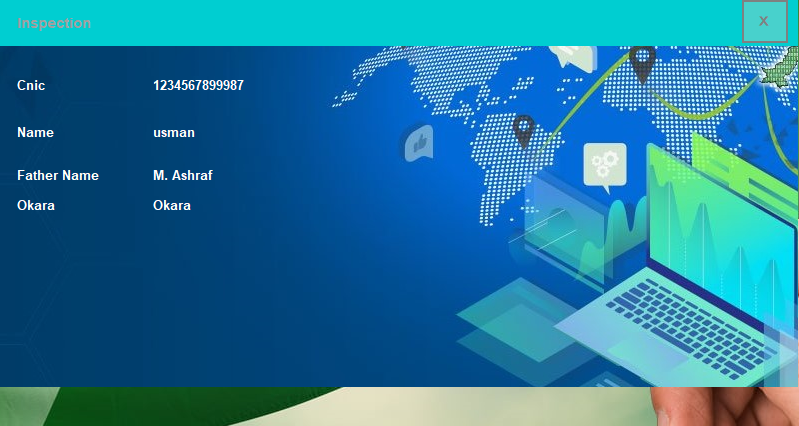 Inspection X
Cnic 1234567899987
Name usman
Father Name M. Ashraf
Okara Okara